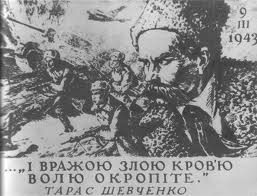 9
III
1943
...„І ВРАЖОЮ ЗЛОЮ КРОВ'Ю
ВОЛЮ ОКРОПІТЕ."
ТАРАС ШЕВЧЕНКО